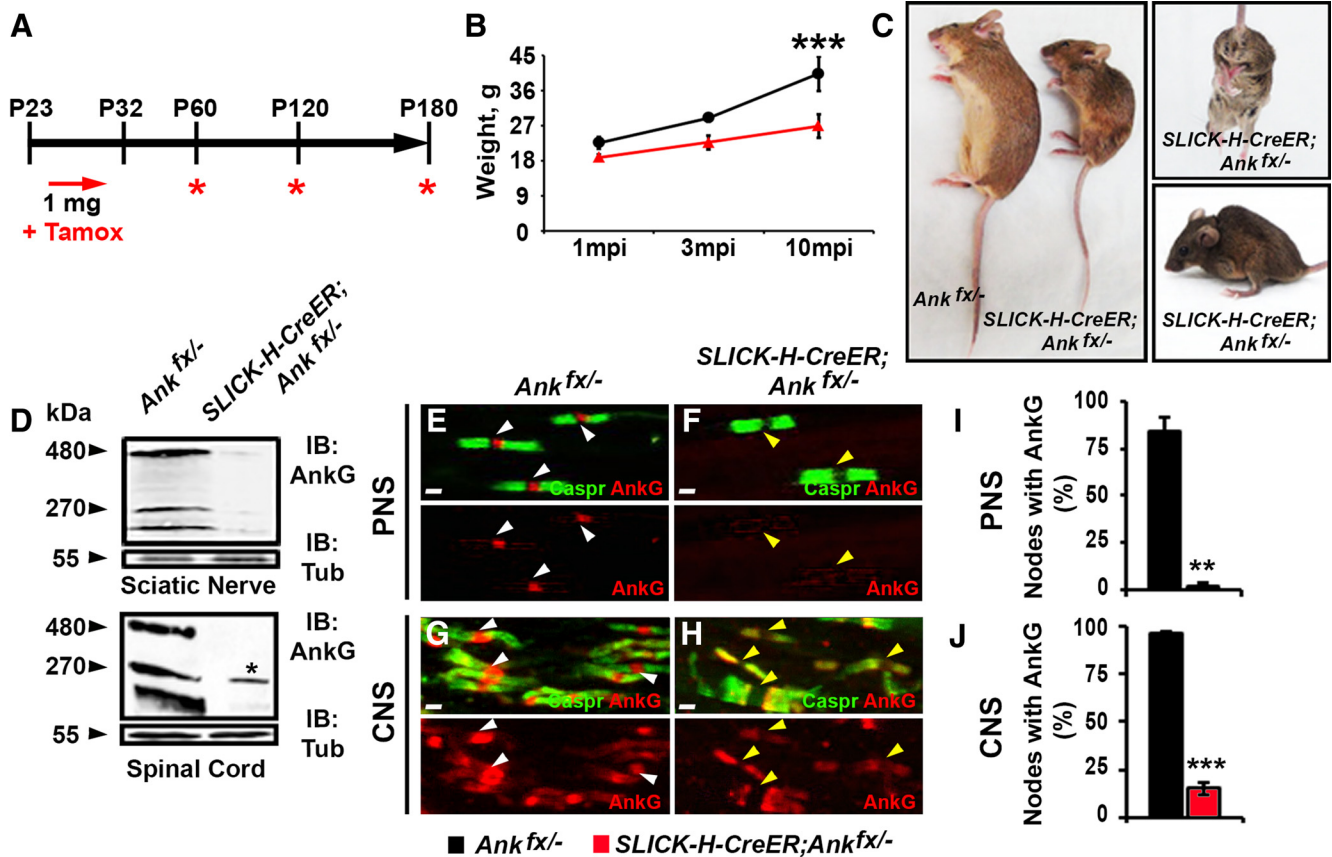 A
P23 P32 P60 P120 P180
* * *
1 mg
+ Tamox
B
***
Weight, g
45
36
27
18
9
0
1mpi 3mpi 10mpi
C
Ank fx/-
SLICK-H-CreER;
Ank fx/-
SLICK-H-CreER;
Ank fx/-
SLICK-H-CreER;
Ank fx/-
D
kDa
Ank fx/-
SLICK-H-CreER;
Ank fx/-
480
270
55
IB:
AnkG
IB:
Tub
Sciatic Nerve
480
270
55
*
IB:
AnkG
IB:
Tub
Spinal Cord
Ank fx/-
SLICK-H-CreER;
Ank fx/-
PNS
E
Caspr AnkG
AnkG
F
Caspr AnkG
AnkG
CNS
G
Caspr AnkG
AnkG
H
Caspr AnkG
AnkG
I
PNS
Nodes with AnkG
(%)
100
75
50
25
0
**
J
CNS
Nodes with AnkG
(%)
100
75
50
25
0
***
Ank fx/- SLICK-H-CreER;Ank fx/-